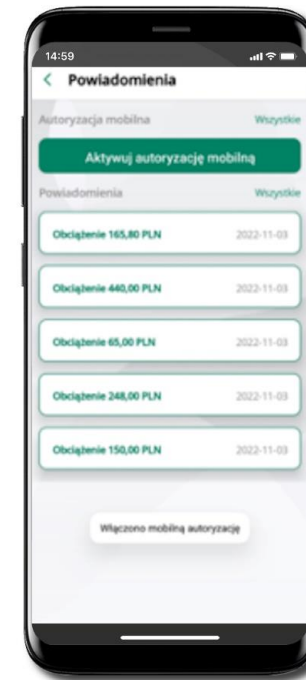 14:59
Powiadomienia
Autoryzacja mobilna Wszystkie
Aktywuj autoryzację mobilną
Powiadomienia Wszystkie
Obciążenie 165,80 PLN 2022-11-03
Obciążenie 440,00 PLN 2022-11-03
Obciążenie 65,00 PLN 2022-11-03
Obciążenie 248,00 PLN 2022-11-03
Obciążenie 150,00 PLN 2022-11-03
Włączono mobilną autoryzację